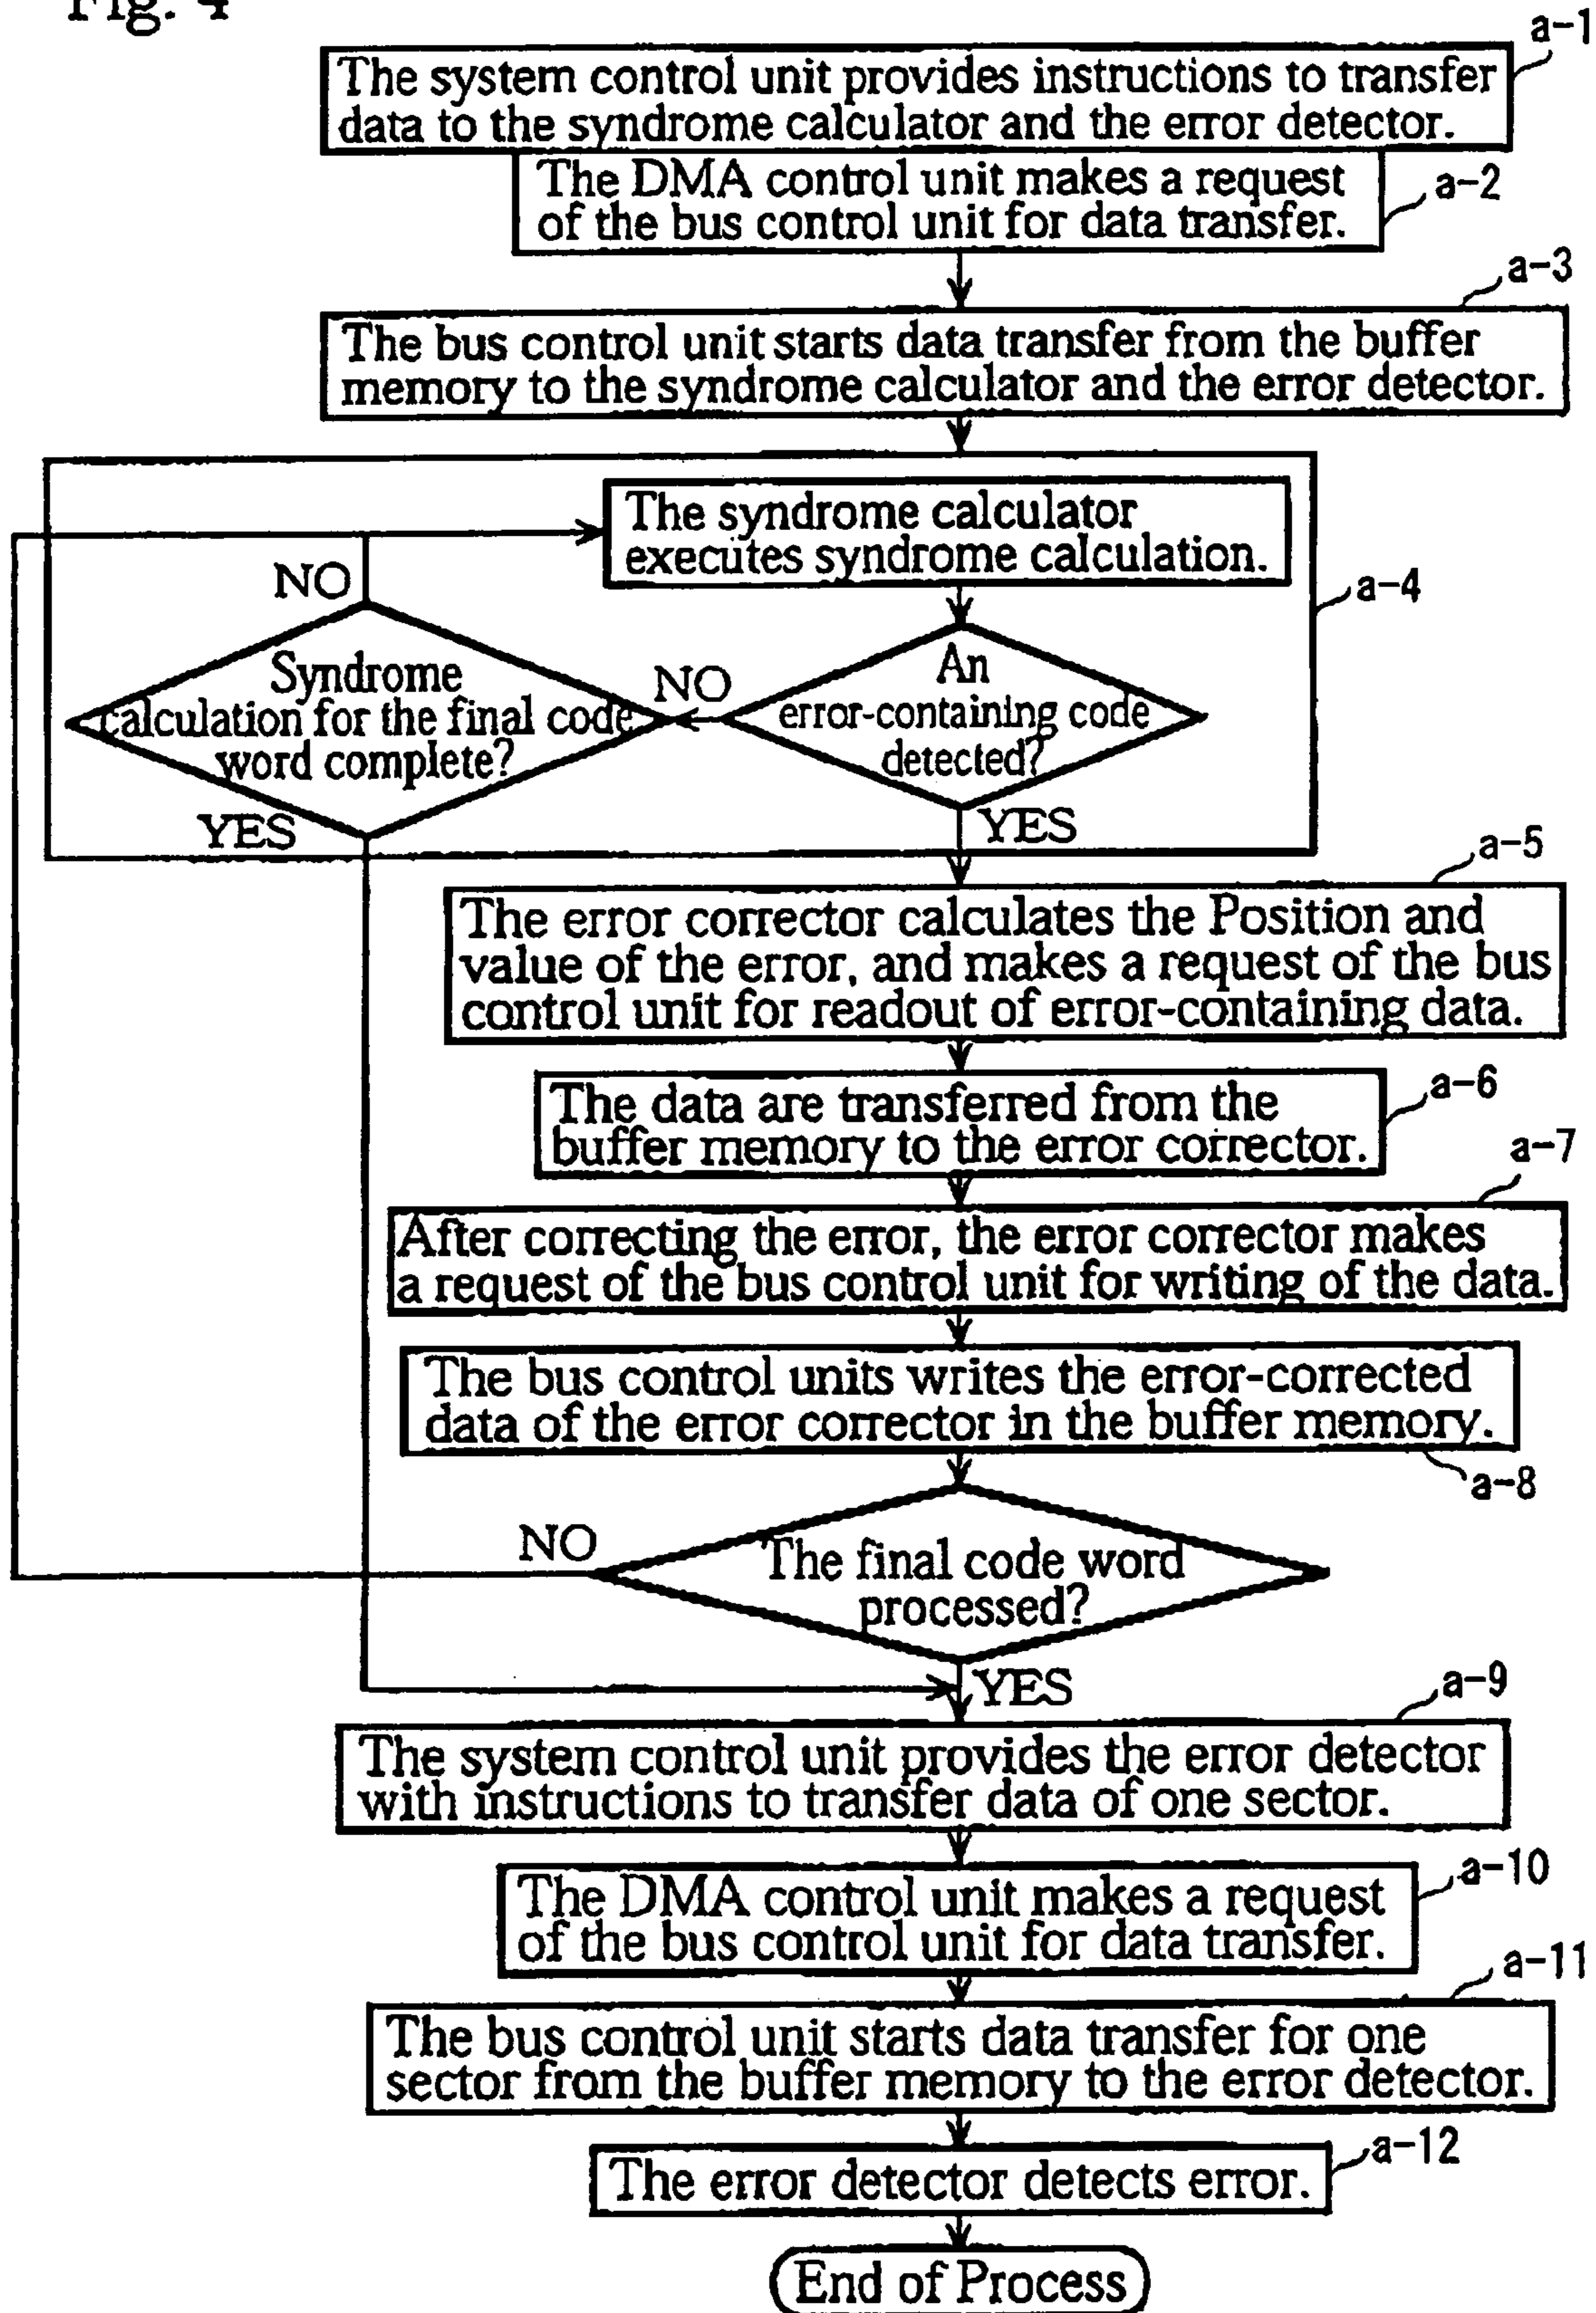 Fig. 4
a-1
The system control unit provides instructions to transfer
data to the syndrome calculator and the error detector.
The DMA control unit makes a request
of the bus control unit for data transfer.
a-2
a-3
The bus control unit starts data transfer from the buffer
memory to the syndrome calculator and the error detector.
The syndrome calculator
executes syndrome calculation.
a-4
NO
Syndrome
calculation for the final code
word complete?
NO
An
error-containing code
detected?
YES
YES
a-5
The error corrector calculates the Position and
value of the error, and makes a request of the bus
control unit for readout of error-containing data.
a-6
The data are transferred from the
buffer memory to the error corrector.
a-7
After correcting the error, the error corrector makes
a request of the bus control unit for writing of the data.
The bus control units writes the error-corrected
data of the error corrector in the buffer memory.
a-8
NO
The final code word
processed?
YES
a-9
The system control unit provides the error detector
with instructions to transfer data of one sector.
a-10
The DMA control unit makes a request
of the bus control unit for data transfer.
a-11
The bus control unit starts data transfer for one
sector from the buffer memory to the error detector.
a-12
The error detector detects error.
End of Process